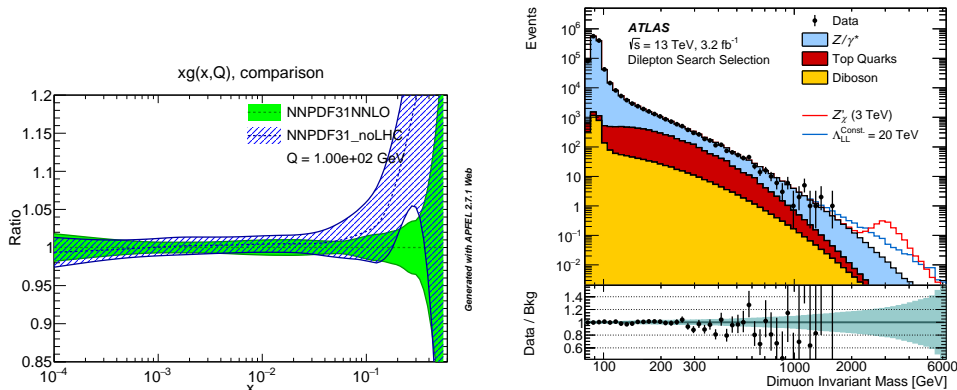 xg(x,Q), comparison
1.2
1.15
1.1
1.05
1
0.95
0.9
0.85
Ratio
NNPDF31NNLO
NNPDF31_noLHC
Q = 1.00e+02 GeV
Generated with APFEL 2.7.1 Web
10⁻⁴ 10⁻³ 10⁻² 10⁻¹
x
Events
10⁶
10⁵
10⁴
10³
10²
10
1
10⁻¹
10⁻²
ATLAS
√s = 13 TeV, 3.2 fb⁻¹
Dilepton Search Selection
Data
Z/γ*
Top Quarks
Diboson
Z'χ (3 TeV)
Λ_LL^Const. = 20 TeV
Data / Bkg
1.4
1.2
1
0.8
0.6
100 200 300 1000 2000 6000
Dimuon Invariant Mass [GeV]